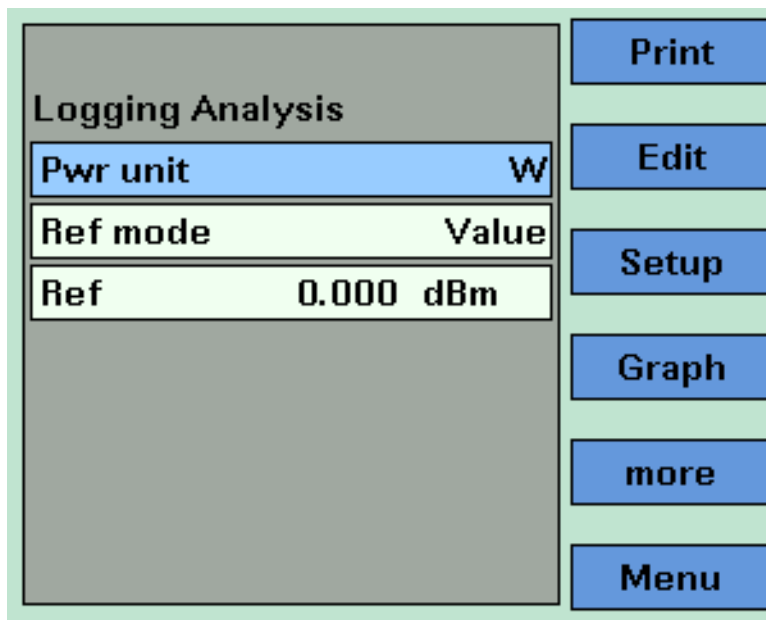 Logging Analysis
Pwr unit W
Ref mode Value
Ref 0.000 dBm
Print
Edit
Setup
Graph
more
Menu